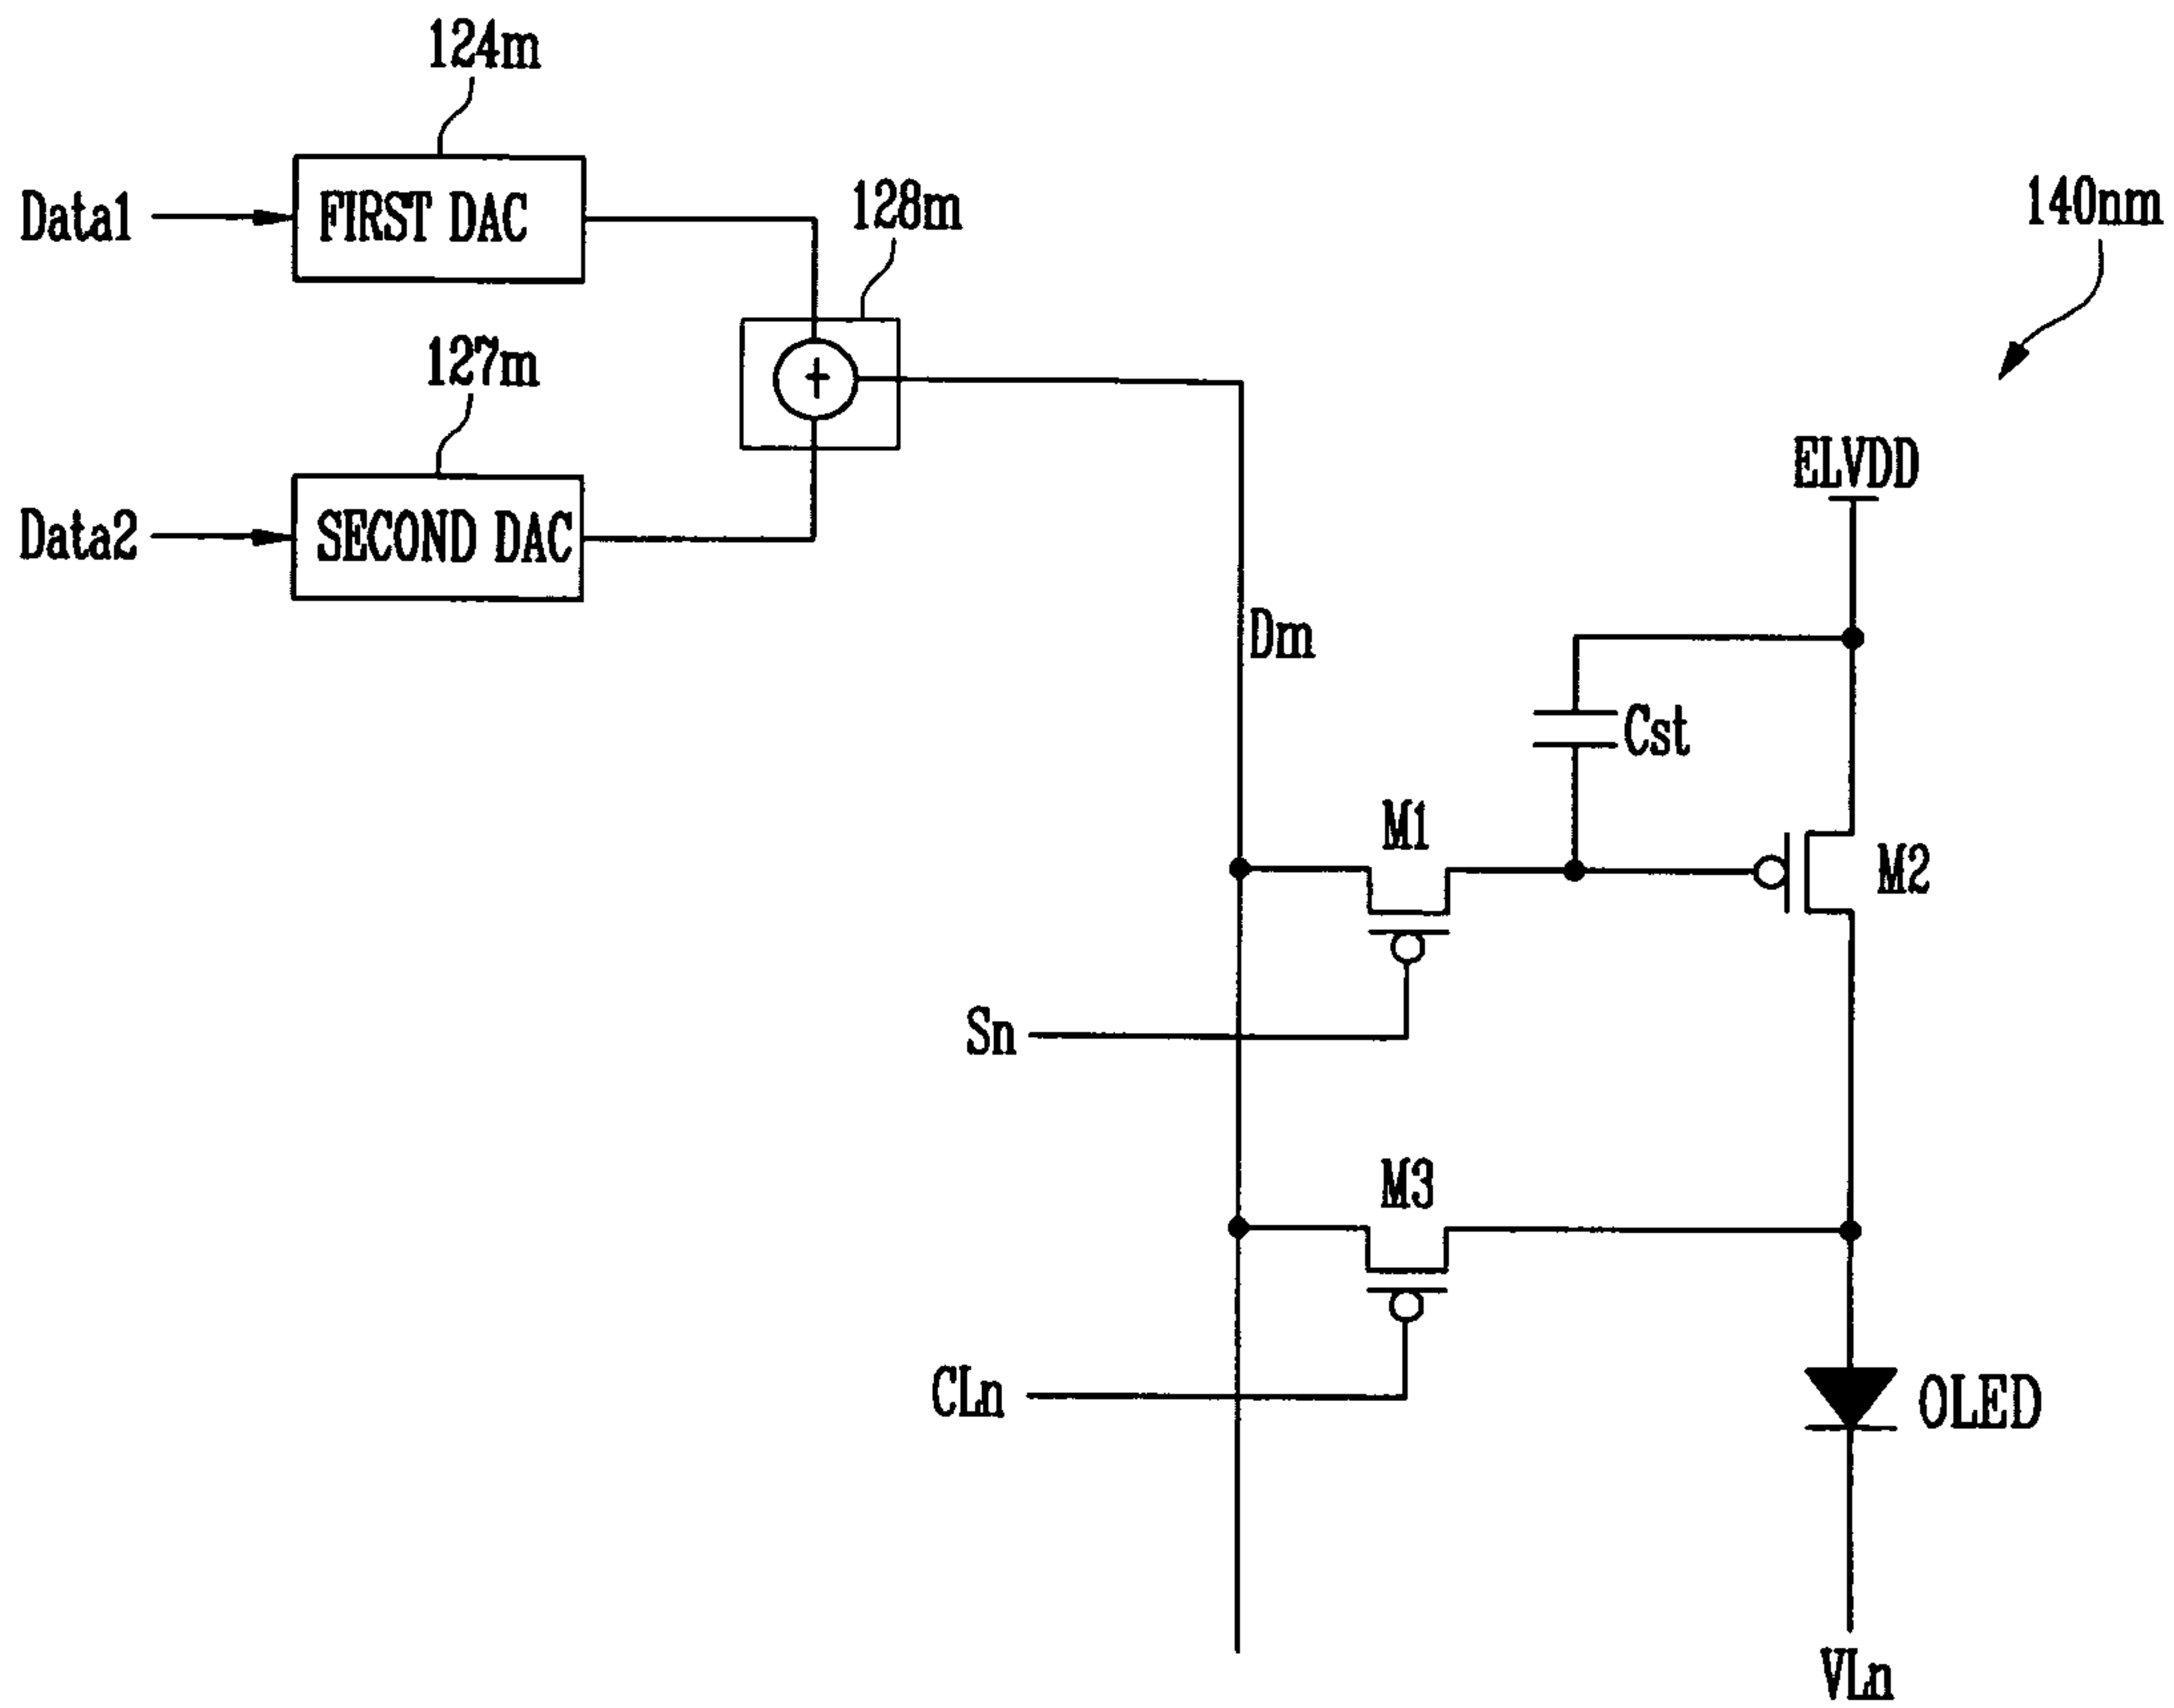 124m
Data1
FIRST DAC
128m
140nm
127m
Data2
SECOND DAC
+
ELVDD
Dm
Cst
M1
M2
Sn
M3
CLn
OLED
VLn